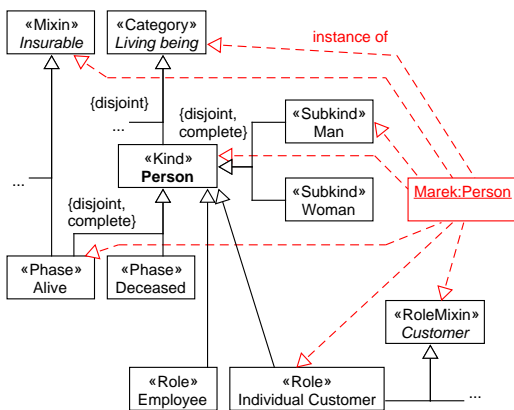 «Mixin»
Insurable
«Category»
Living being
instance of
{disjoint}
...
{disjoint,
complete}
«Subkind»
Man
«Kind»
Person
...
«Subkind»
Woman
Marek:Person
{disjoint,
complete}
«Phase»
Alive
«Phase»
Deceased
«RoleMixin»
Customer
«Role»
Employee
«Role»
Individual Customer
...